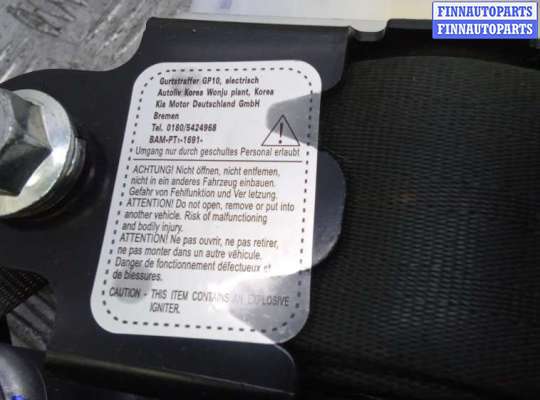 FINNAUTOPARTS
FINNAUTOPARTS
Gurtstraffer GP10, electrisch
Autoliv Korea Wonju plant, Korea
Kia Motor Deutschland GmbH
Bremen
Tel. 0180/5424968
BAM-PT1-1691-
Umgang nur durch geschultes Personal erlaubt
ACHTUNG! Nicht öffnen, nicht entfernen,
nicht in ein anderes Fahrzeug einbauen.
Gefahr von Fehlfunktion und Ver letzung.
ATTENTION! Do not open, remove or put into
another vehicle. Risk of malfunctioning
and bodily injury.
ATTENTION! Ne pas ouvrir, ne pas retirer,
ne pas monter dans un autre véhicule.
Danger de fonctionnement défectueux et
de blessures.
CAUTION - THIS ITEM CONTAINS AN EXPLOSIVE
IGNITER.